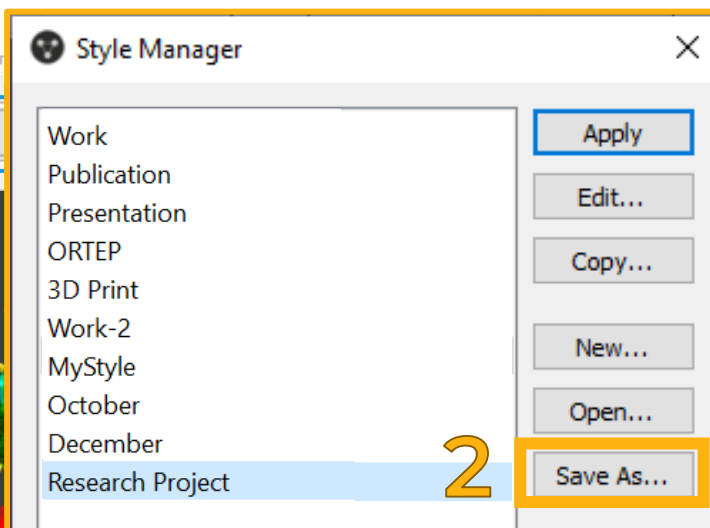 Style Manager
Work
Publication
Presentation
ORTEP
3D Print
Work-2
MyStyle
October
December
Research Project
Apply
Edit...
Copy...
New...
Open...
2
Save As...